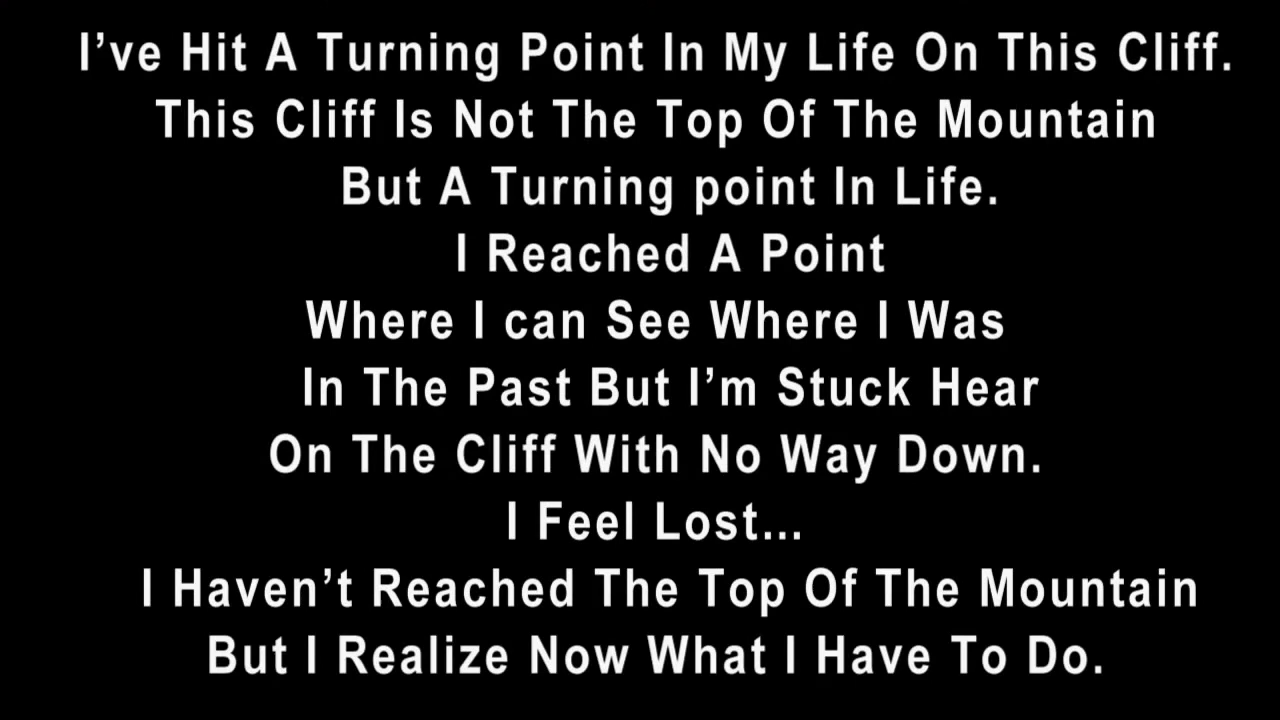 I've Hit A Turning Point In My Life On This Cliff.
This Cliff Is Not The Top Of The Mountain
But A Turning point In Life.
I Reached A Point
Where I can See Where I Was
In The Past But I'm Stuck Hear
On The Cliff With No Way Down.
I Feel Lost...
I Haven't Reached The Top Of The Mountain
But I Realize Now What I Have To Do.